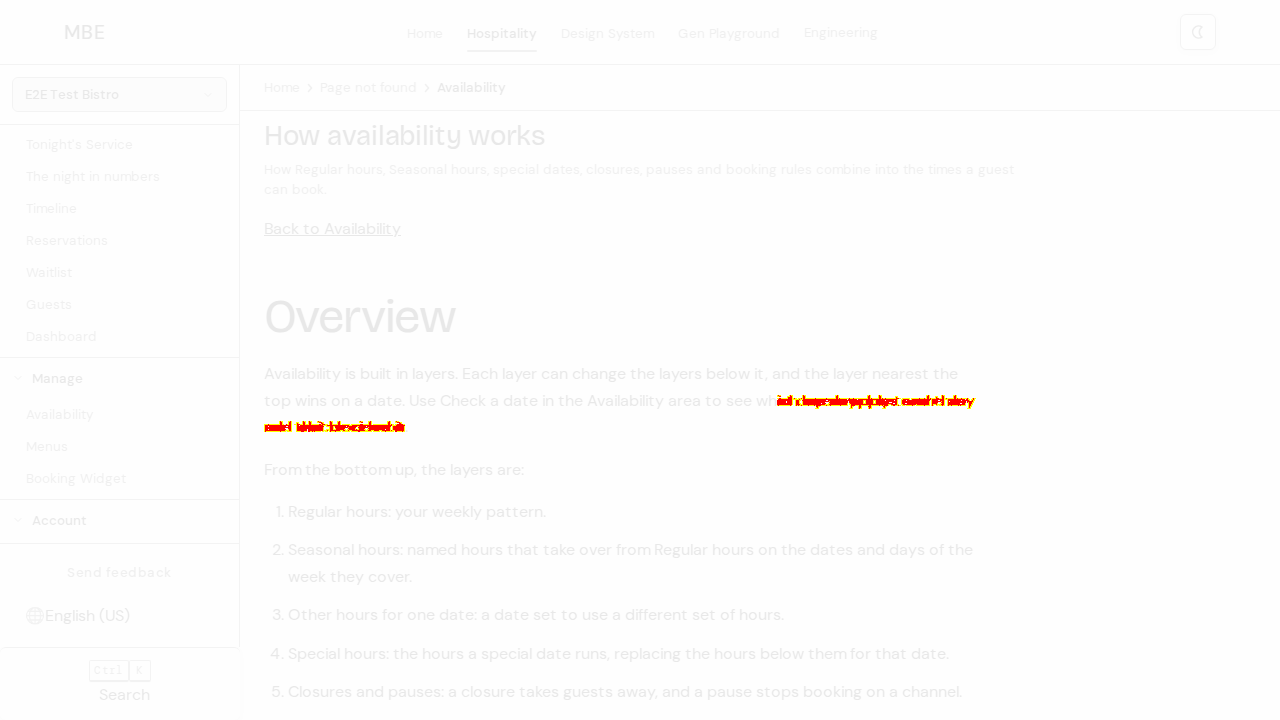 MBE
Home
Hospitality
Design System
Gen Playground
Engineering
E2E Test Bistro
Home
Page not found
Availability
Tonight's Service
The night in numbers
Timeline
Reservations
Waitlist
Guests
Dashboard
Manage
Availability
Menus
Booking Widget
Account
Send feedback
English (US)
Ctrl K
Search
How availability works
How Regular hours, Seasonal hours, special dates, closures, pauses and booking rules combine into the times a guest
can book.
Back to Availability
Overview
Availability is built in layers. Each layer can change the layers below it, and the layer nearest the
top wins on a date. Use Check a date in the Availability area to see
From the bottom up, the layers are:
1. Regular hours: your weekly pattern.
2. Seasonal hours: named hours that take over from Regular hours on the dates and days of the
week they cover.
3. Other hours for one date: a date set to use a different set of hours.
4. Special hours: the hours a special date runs, replacing the hours below them for that date.
5. Closures and pauses: a closure takes guests away, and a pause stops booking on a channel.